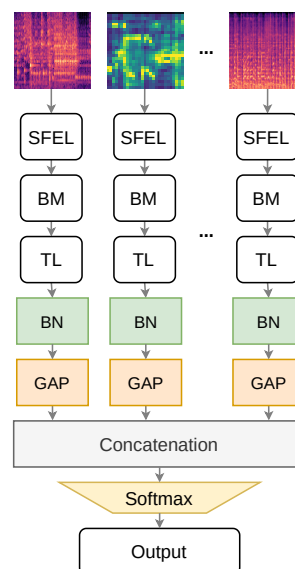 ...
SFEL SFEL SFEL
BM BM BM
...
TL TL TL
BN BN BN
GAP GAP GAP
Concatenation
Softmax
Output